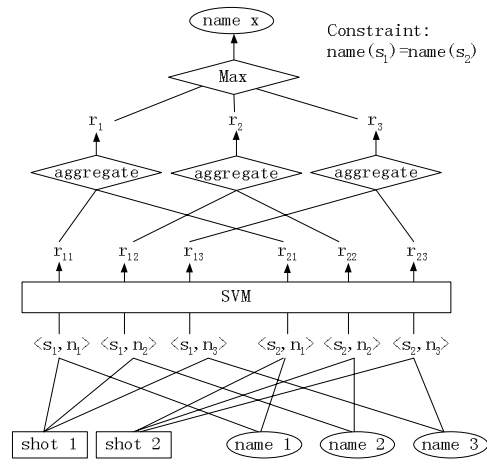 name x
Constraint:
name(s₁)=name(s₂)
Max
r₁ r₂ r₃
aggregate aggregate aggregate
r₁₁ r₁₂ r₁₃ r₂₁ r₂₂ r₂₃
SVM
<s₁,n₁> <s₁,n₂> <s₁,n₃> <s₂,n₁> <s₂,n₂> <s₂,n₃>
shot 1 shot 2 name 1 name 2 name 3